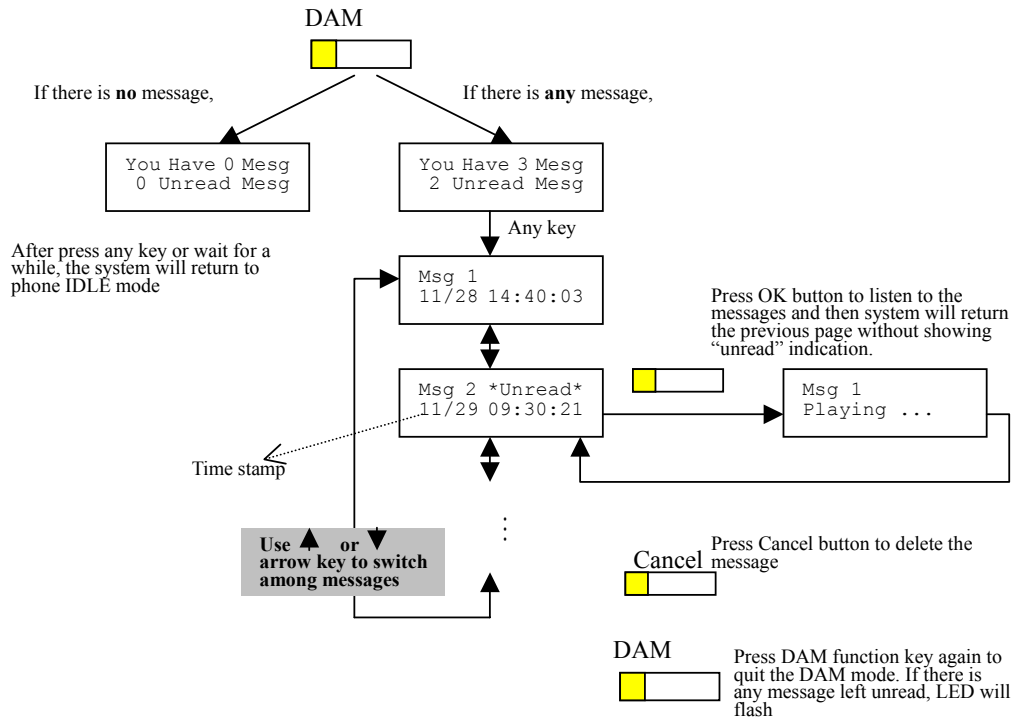 DAM
If there is no message,
If there is any message,
You Have 0 Mesg
0 Unread Mesg
You Have 3 Mesg
2 Unread Mesg
Any key
After press any key or wait for a
while, the system will return to
phone IDLE mode
Msg 1
11/28 14:40:03
Press OK button to listen to the
messages and then system will return
the previous page without showing
“unread” indication.
Msg 2 *Unread*
11/29 09:30:21
Msg 1
Playing ...
Time stamp
Use or
arrow key to switch
among messages
Cancel
Press Cancel button to delete the
message
DAM
Press DAM function key again to
quit the DAM mode. If there is
any message left unread, LED will
flash